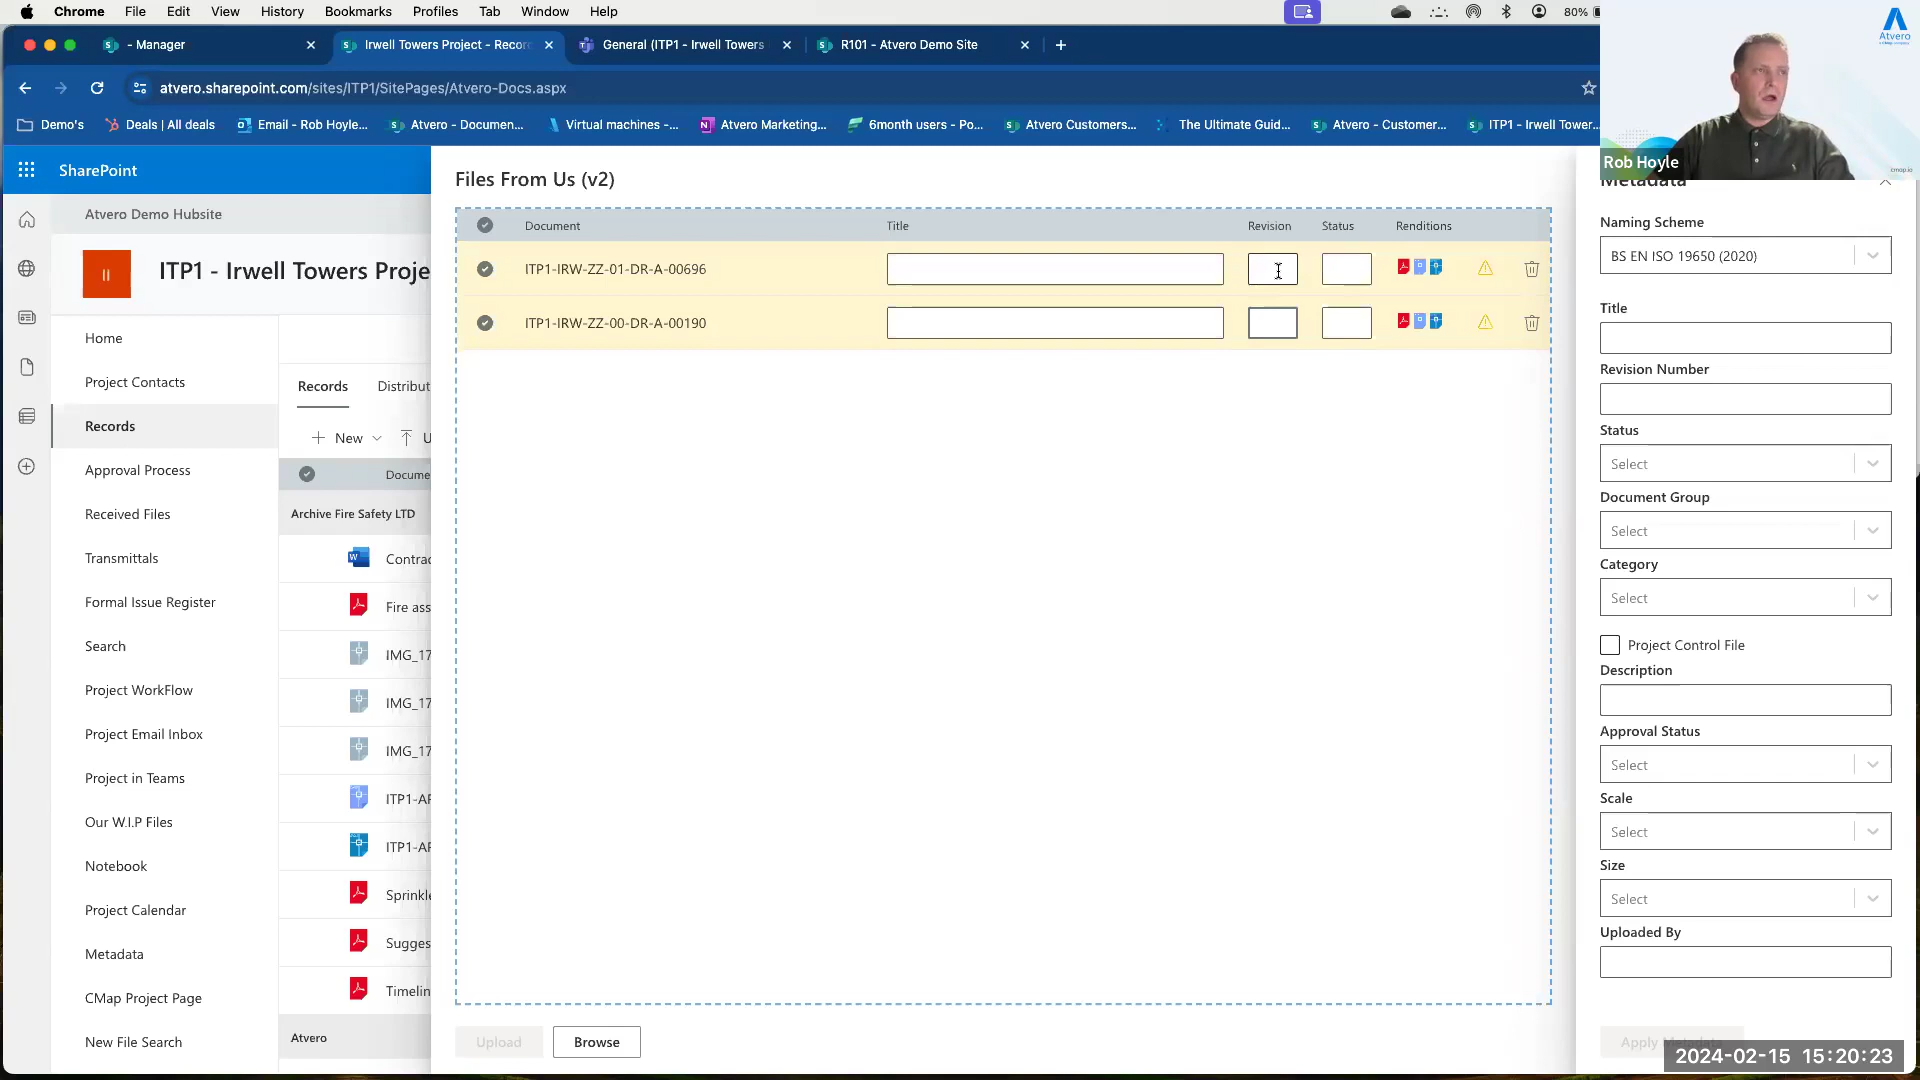 Chrome File Edit View History Bookmarks Profiles Tab Window Help 80%
- Manager
Irwell Towers Project - Recor
General (ITP1 - Irwell Towers
R101 - Atvero Demo Site
atvero.sharepoint.com/sites/ITP1/SitePages/Atvero-Docs.aspx
Demo's
Deals | All deals
Email - Rob Hoyle...
Atvero - Documen...
Virtual machines -...
Atvero Marketing...
6month users - Po...
Atvero Customers...
The Ultimate Guid...
Atvero - Customer...
ITP1 - Irwell Tower...
Atvero
Rob Hoyle
cmap.io
SharePoint
Atvero Demo Hubsite
II
ITP1 - Irwell Towers Proje
Home
Project Contacts
Records
Approval Process
Received Files
Transmittals
Formal Issue Register
Search
Project WorkFlow
Project Email Inbox
Project in Teams
Our W.I.P Files
Notebook
Project Calendar
Metadata
CMap Project Page
New File Search
Records Distribut
New U
Docume
Archive Fire Safety LTD
Contrac
Fire ass
IMG_17
IMG_17
IMG_17
ITP1-AF
ITP1-AF
Sprinkle
Sugges
Timelin
Atvero
Files From Us (v2)
Document Title Revision Status Renditions
ITP1-IRW-ZZ-01-DR-A-00696
ITP1-IRW-ZZ-00-DR-A-00190
Upload Browse
Metadata
Naming Scheme
BS EN ISO 19650 (2020)
Title
Revision Number
Status
Select
Document Group
Select
Category
Select
Project Control File
Description
Approval Status
Select
Scale
Select
Size
Select
Uploaded By
2024-02-15 15:20:23